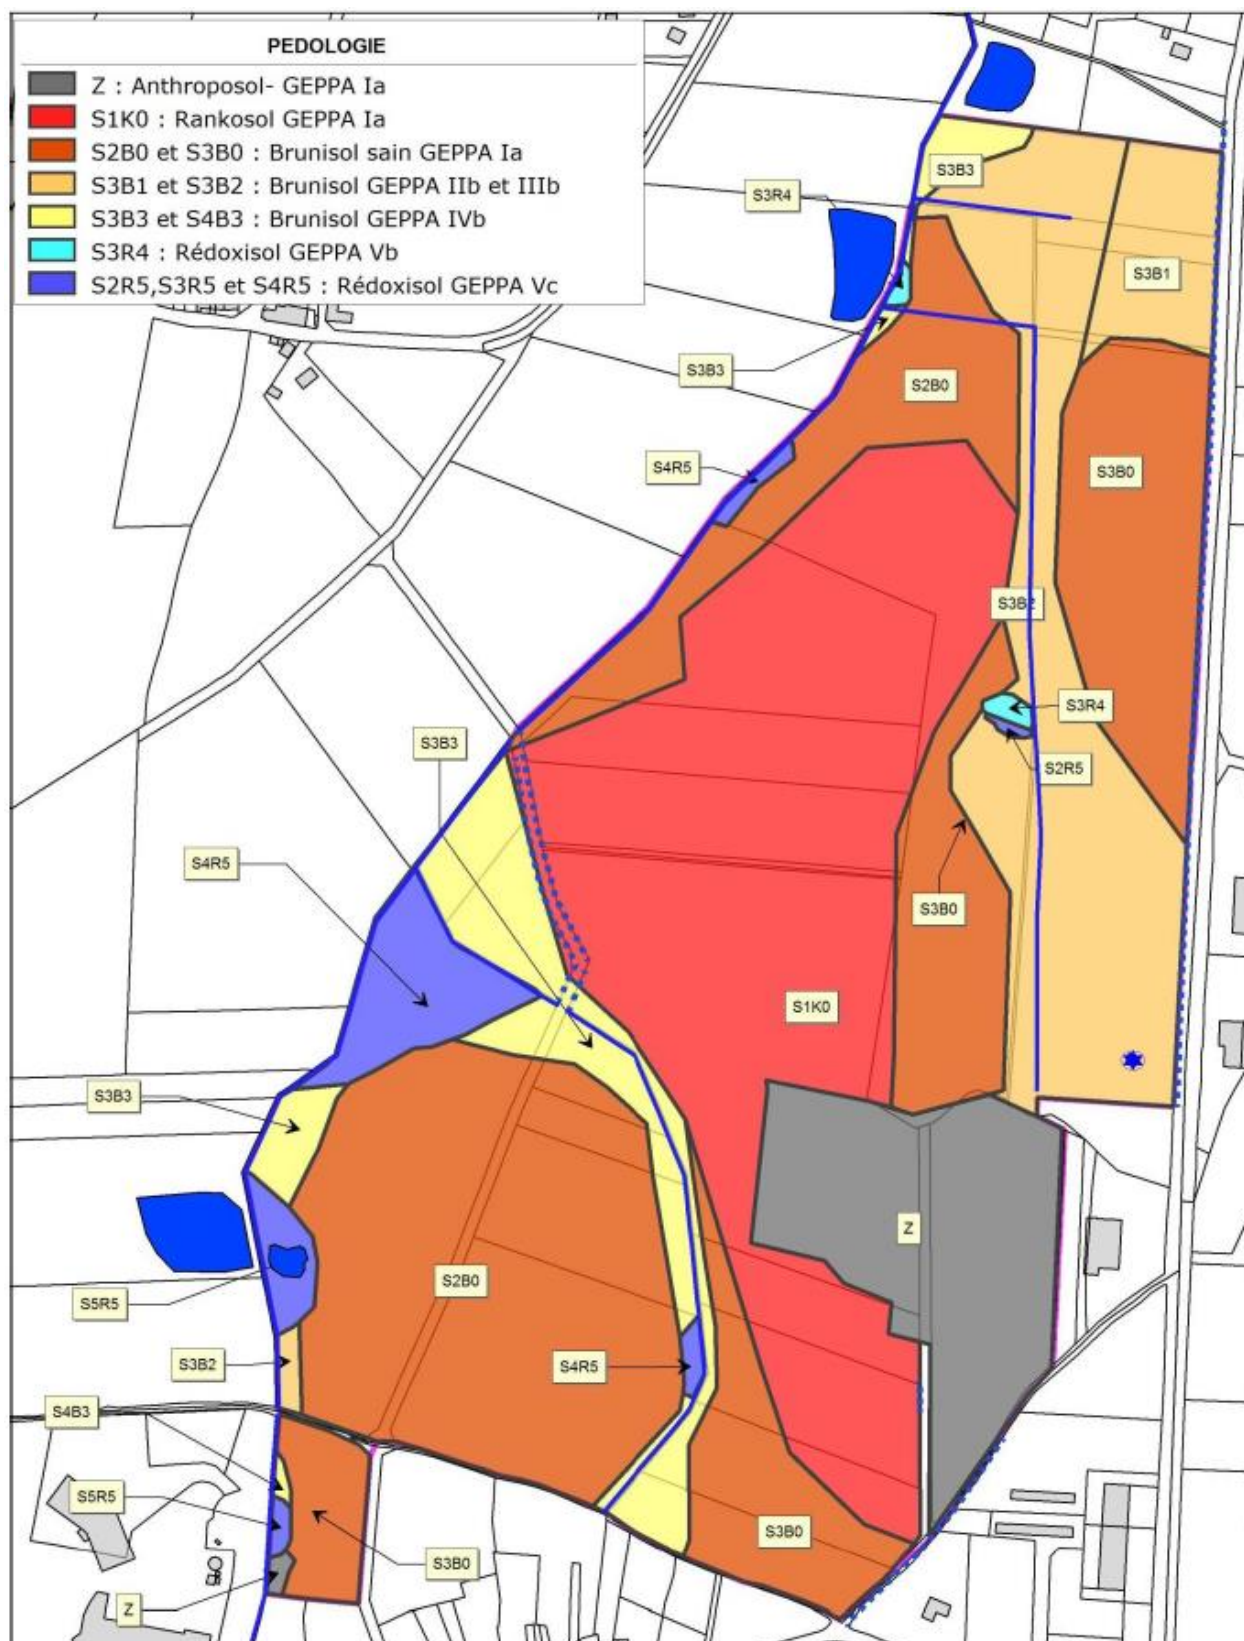 PEDOLOGIE
Z : Anthroposol- GEPPA Ia
S1K0 : Rankosol GEPPA Ia
S2B0 et S3B0 : Brunisol sain GEPPA Ia
S3B1 et S3B2 : Brunisol GEPPA IIb et IIIb
S3B3 et S4B3 : Brunisol GEPPA IVb
S3R4 : Rédoxisol GEPPA Vb
S2R5,S3R5 et S4R5 : Rédoxisol GEPPA Vc
S3B3
S3R4
S3B1
S3B3
S2B0
S4R5
S3B0
S3B2
S3R4
S3B3
S2R5
S4R5
S3B0
S1K0
S3B3
Z
S2B0
S5R5
S3B2
S4R5
S4B3
S5R5
S3B0
S3B0
Z